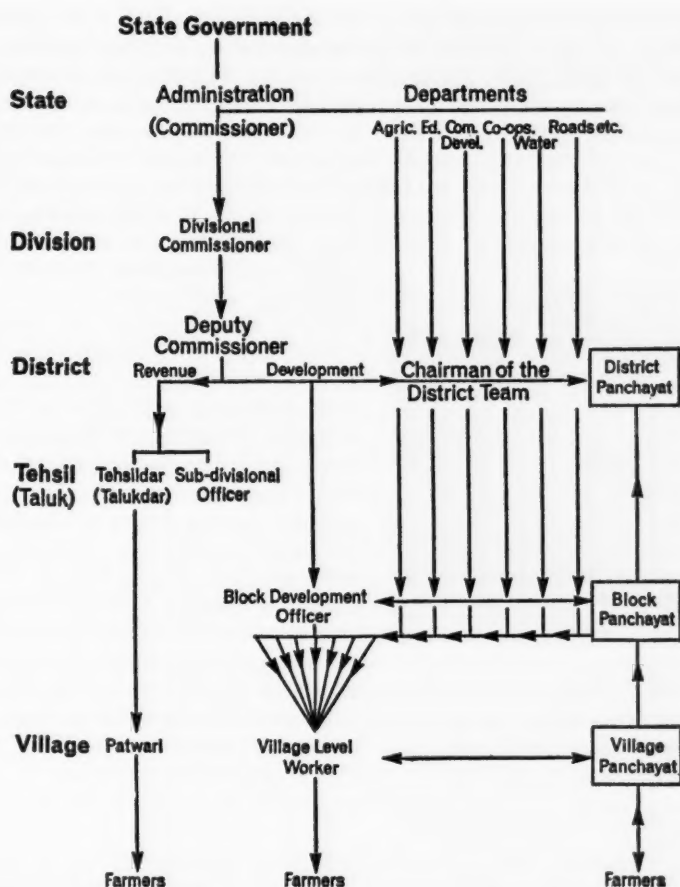 State Government
State
Administration
(Commissioner)
Departments
Agric. Ed. Com. Co-ops. Roads etc.
Devel. Water
Division
Divisional
Commissioner
Deputy
Commissioner
District
Revenue
Development
Chairman of the
District Team
District
Panchayat
Tehsil
(Taluk)
Tehsildar
(Talukdar)
Sub-divisional
Officer
Block Development
Officer
Block
Panchayat
Village
Patwari
Village Level
Worker
Village
Panchayat
Farmers
Farmers
Farmers